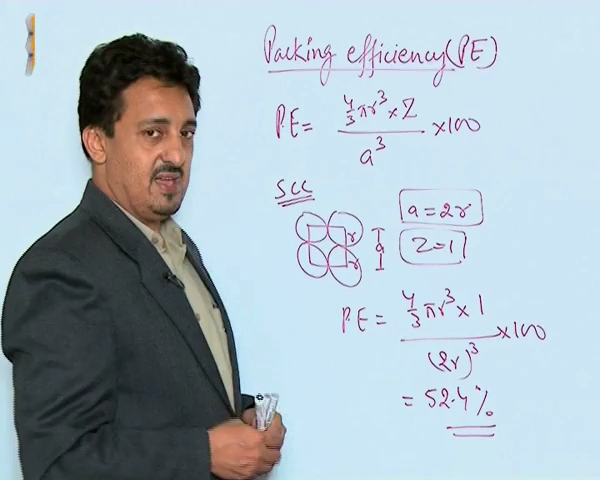 Packing efficiency (PE)
PE = 4/3 πr³ × Z / a³ × 100
SCC
a = 2r
r
a
r
Z = 1
PE = 4/3 πr³ × 1 / (2r)³ × 100
= 52.4%